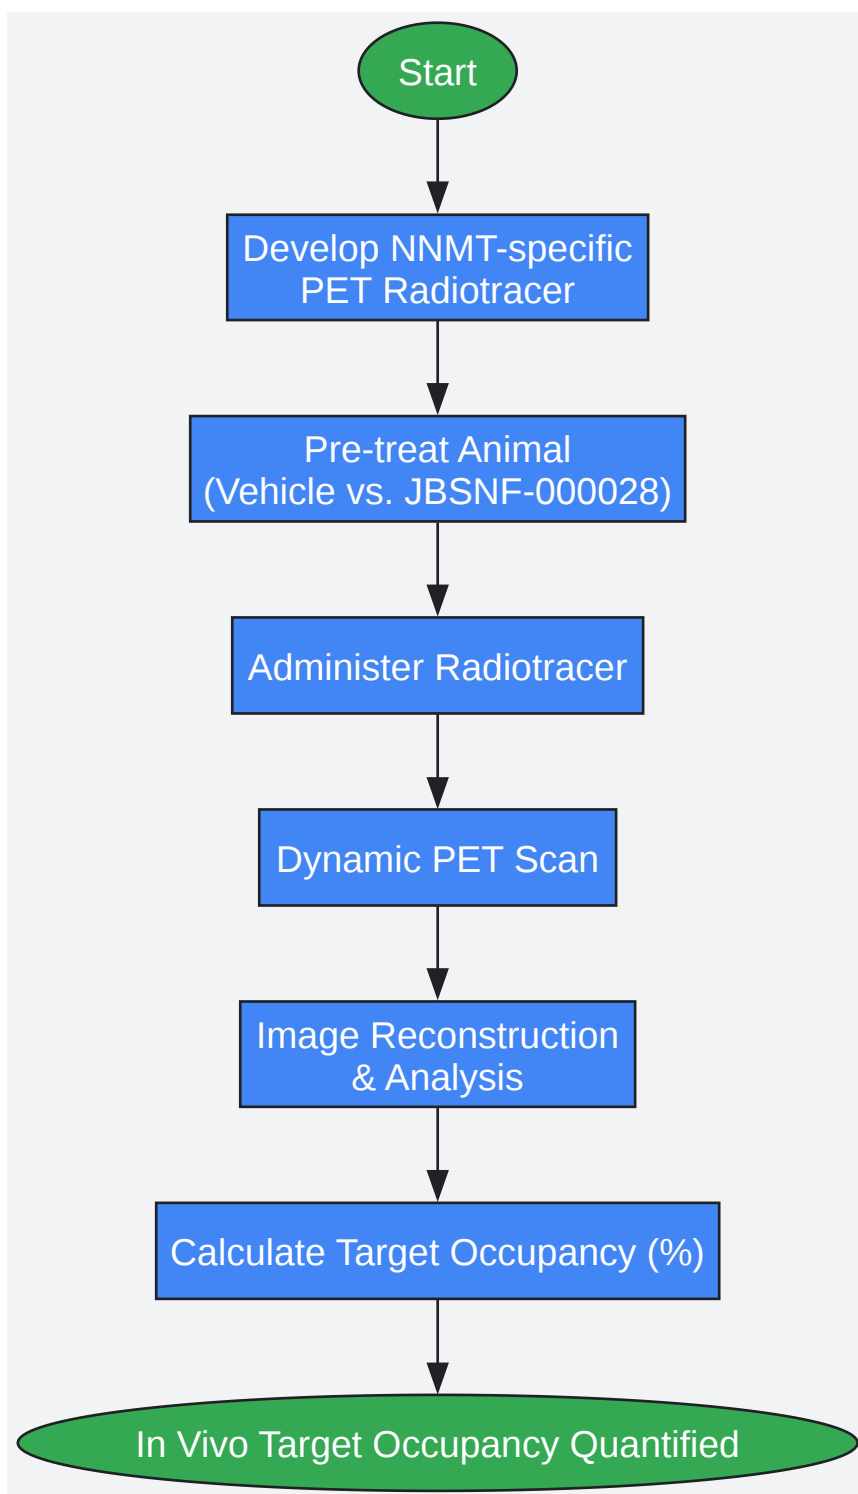 Start
Develop NNMT-specific
PET Radiotracer
Pre-treat Animal
(Vehicle vs. JBSNF-000028)
Administer Radiotracer
Dynamic PET Scan
Image Reconstruction
& Analysis
Calculate Target Occupancy (%)
In Vivo Target Occupancy Quantified